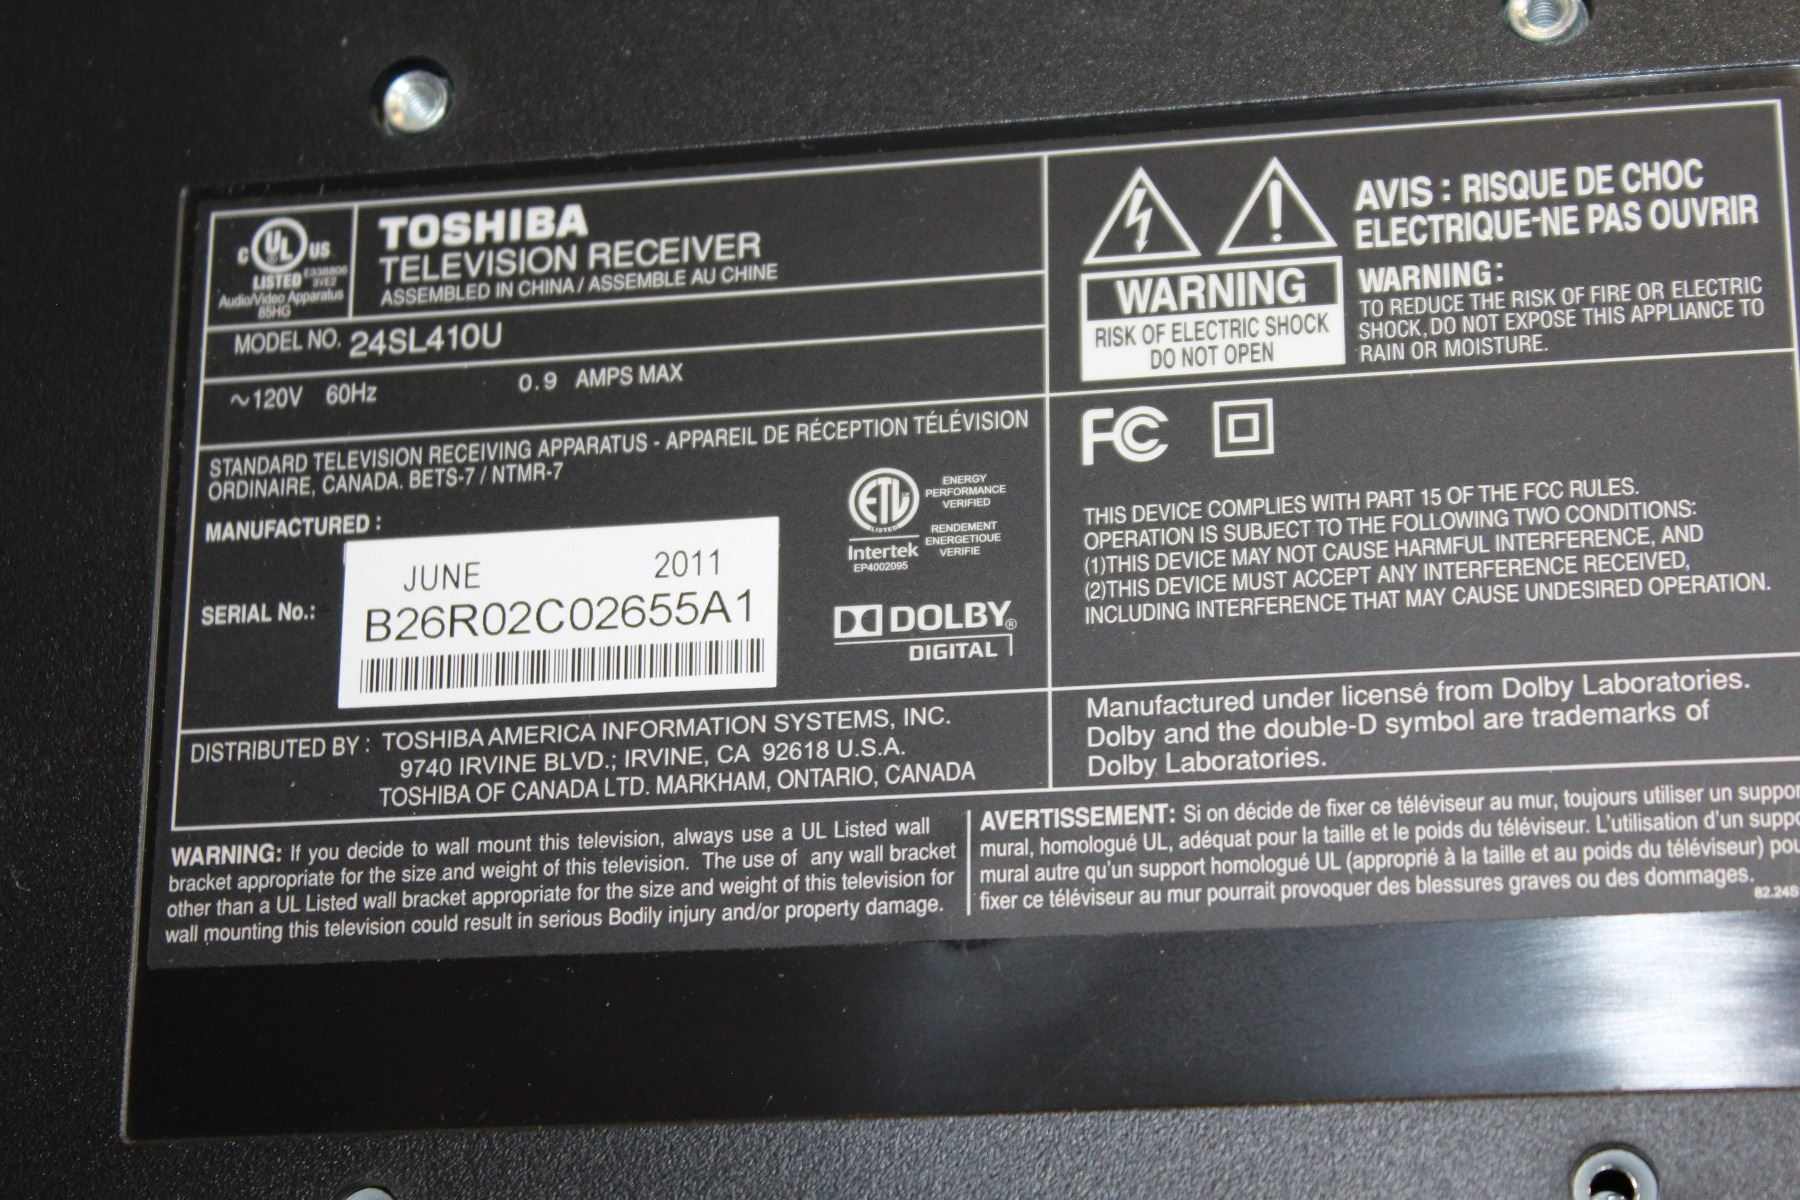 C UL US
LISTED E338806
3VE2
Audio/Video Apparatus
85HG
TOSHIBA
TELEVISION RECEIVER
ASSEMBLED IN CHINA / ASSEMBLE AU CHINE
MODEL NO. 24SL410U
~120V 60Hz 0.9 AMPS MAX
STANDARD TELEVISION RECEIVING APPARATUS - APPAREIL DE RÉCEPTION TÉLÉVISION
ORDINAIRE, CANADA. BETS-7 / NTMR-7
MANUFACTURED :
JUNE 2011
SERIAL No.: B26R02C02655A1
ETL
LISTED
Intertek
EP4002095
ENERGY
PERFORMANCE
VERIFIED
RENDEMENT
ENERGETIOUE
VERIFIE
DOLBY®
DIGITAL
DISTRIBUTED BY : TOSHIBA AMERICA INFORMATION SYSTEMS, INC.
9740 IRVINE BLVD.; IRVINE, CA 92618 U.S.A.
TOSHIBA OF CANADA LTD. MARKHAM, ONTARIO, CANADA
WARNING
RISK OF ELECTRIC SHOCK
DO NOT OPEN
AVIS : RISQUE DE CHOC
ELECTRIQUE-NE PAS OUVRIR
WARNING:
TO REDUCE THE RISK OF FIRE OR ELECTRIC
SHOCK, DO NOT EXPOSE THIS APPLIANCE TO
RAIN OR MOISTURE.
FC
THIS DEVICE COMPLIES WITH PART 15 OF THE FCC RULES.
OPERATION IS SUBJECT TO THE FOLLOWING TWO CONDITIONS:
(1)THIS DEVICE MAY NOT CAUSE HARMFUL INTERFERENCE, AND
(2)THIS DEVICE MUST ACCEPT ANY INTERFERENCE RECEIVED,
INCLUDING INTERFERENCE THAT MAY CAUSE UNDESIRED OPERATION.
Manufactured under licensé from Dolby Laboratories.
Dolby and the double-D symbol are trademarks of
Dolby Laboratories.
WARNING: If you decide to wall mount this television, always use a UL Listed wall
bracket appropriate for the size and weight of this television. The use of any wall bracket
other than a UL Listed wall bracket appropriate for the size and weight of this television for
wall mounting this television could result in serious Bodily injury and/or property damage.
AVERTISSEMENT: Si on décide de fixer ce téléviseur au mur, toujours utiliser un suppor
mural, homologué UL, adéquat pour la taille et le poids du téléviseur. L'utilisation d'un suppo
mural autre qu'un support homologué UL (approprié à la taille et au poids du téléviseur) pou
fixer ce téléviseur au mur pourrait provoquer des blessures graves ou des dommages.
82.24S